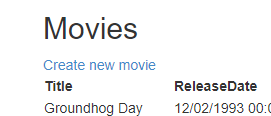 Movies
Create new movie
Title ReleaseDate
Groundhog Day 12/02/1993 00:0